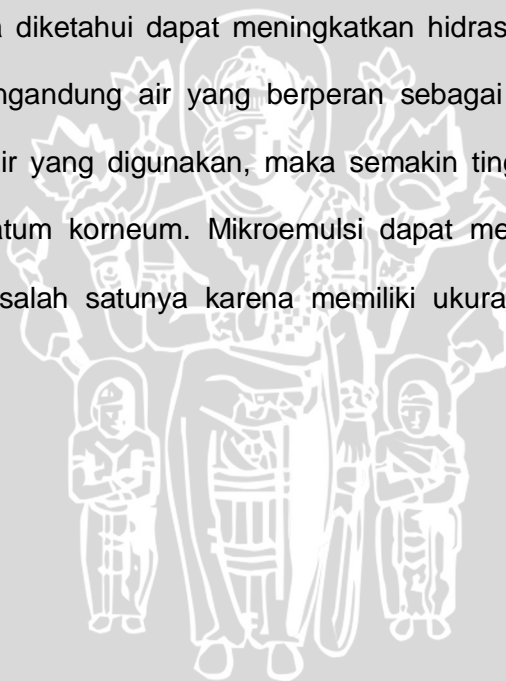 diketahui dapat meningkatkan hidras
ngandung air yang berperan sebagai
ir yang digunakan, maka semakin ting
atum korneum. Mikroemulsi dapat me
salah satunya karena memiliki ukura